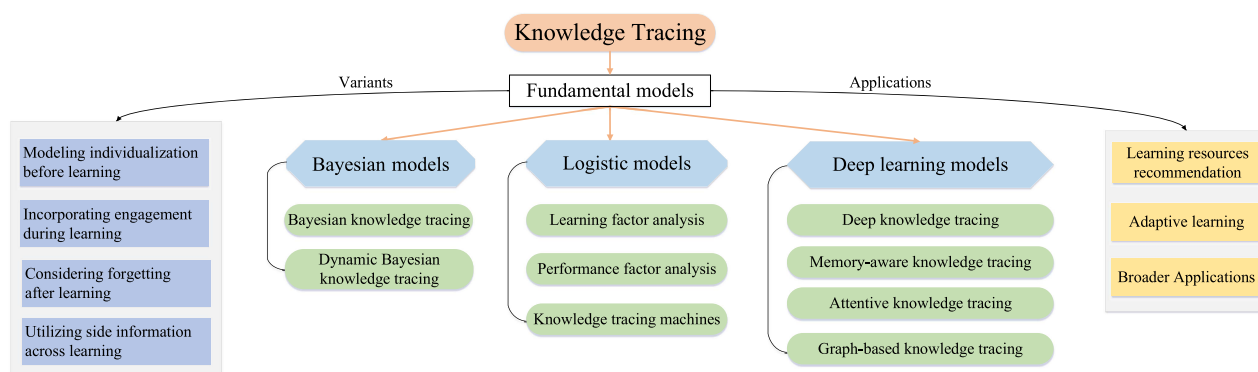 Knowledge Tracing
Variants
Fundamental models
Applications
Modeling individualization
before learning
Incorporating engagement
during learning
Considering forgetting
after learning
Utilizing side information
across learning
Bayesian models
Bayesian knowledge tracing
Dynamic Bayesian
knowledge tracing
Logistic models
Learning factor analysis
Performance factor analysis
Knowledge tracing machines
Deep learning models
Deep knowledge tracing
Memory-aware knowledge tracing
Attentive knowledge tracing
Graph-based knowledge tracing
Learning resources
recommendation
Adaptive learning
Broader Applications